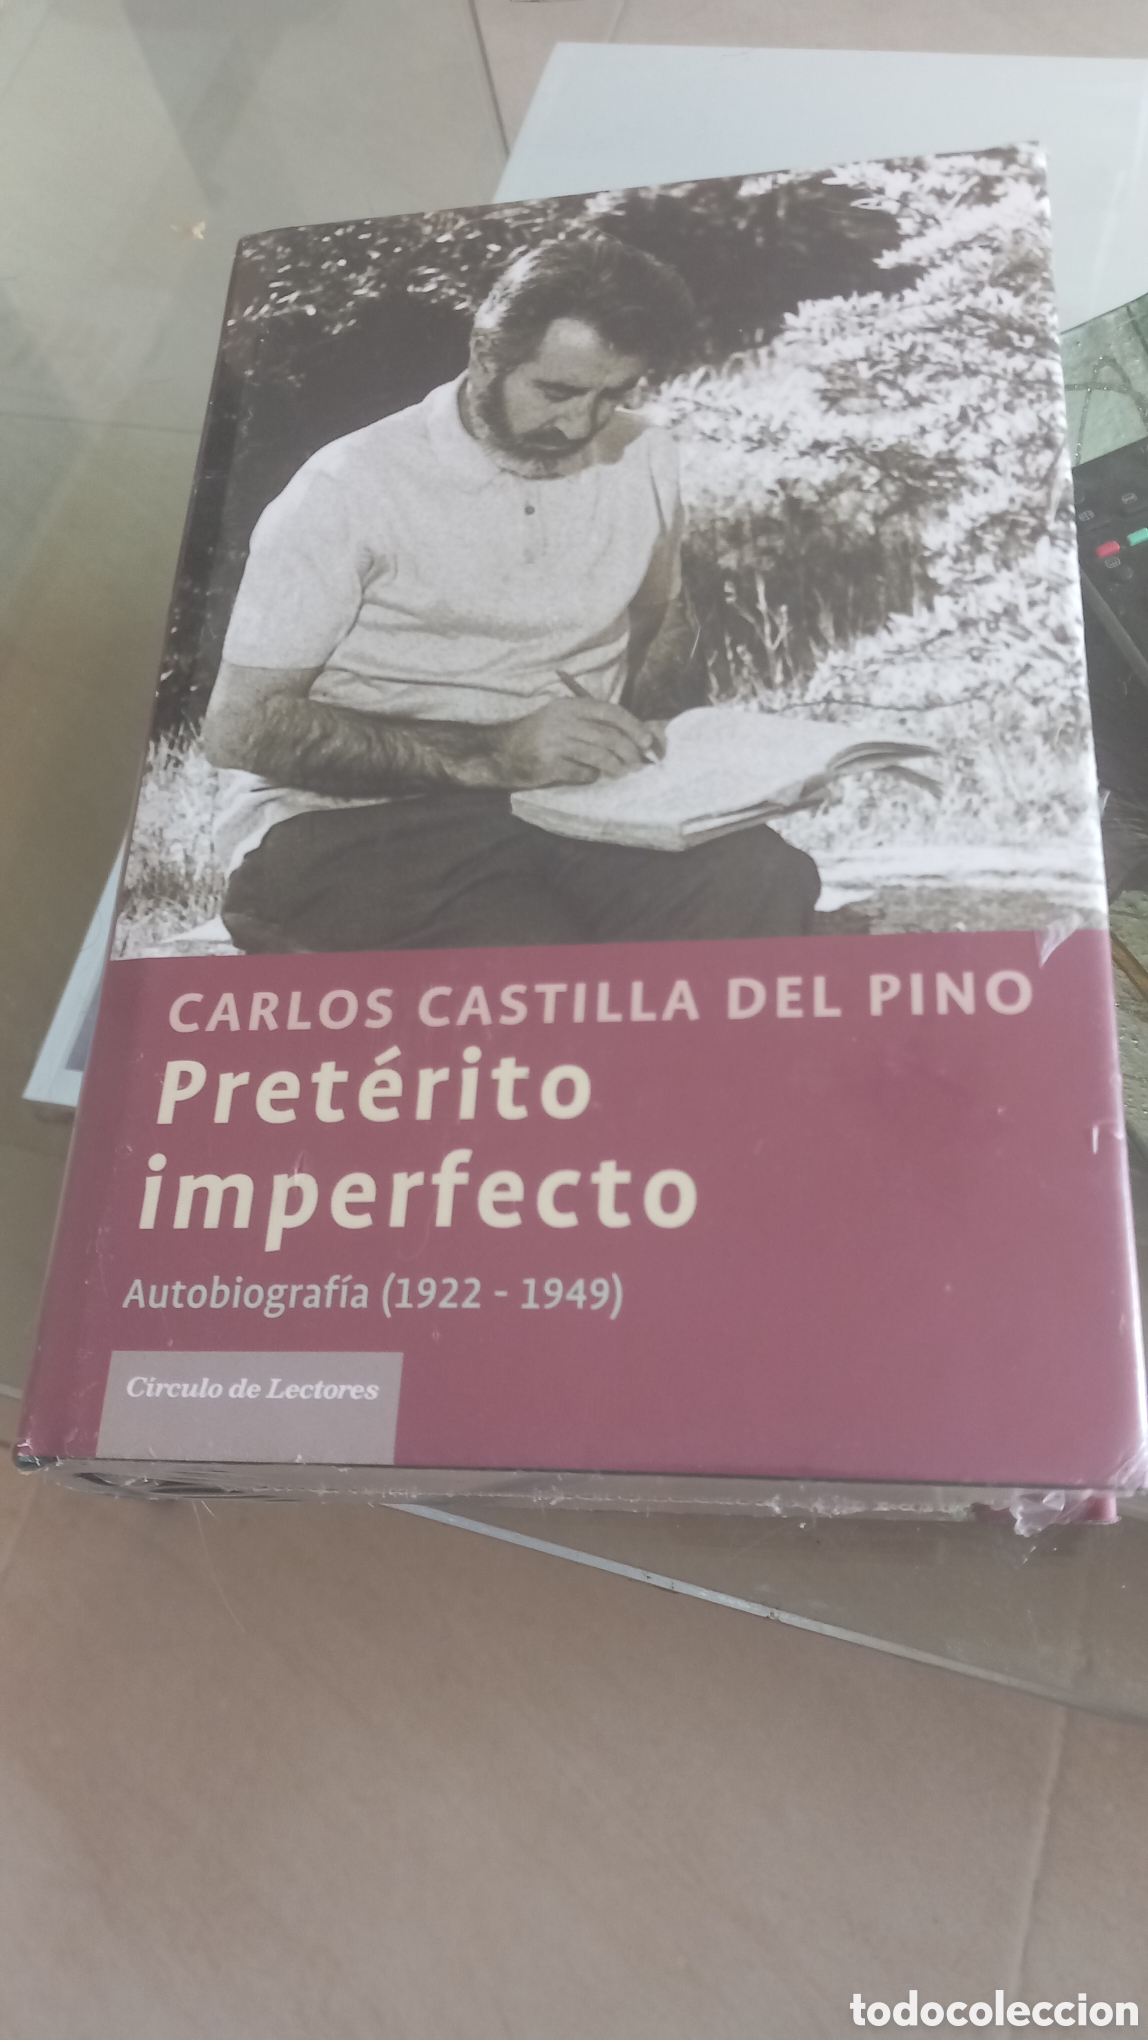 CARLOS CASTILLA DEL PINO
Pretérito
imperfecto
Autobiografía (1922 - 1949)
Círculo de Lectores
todocoleccion